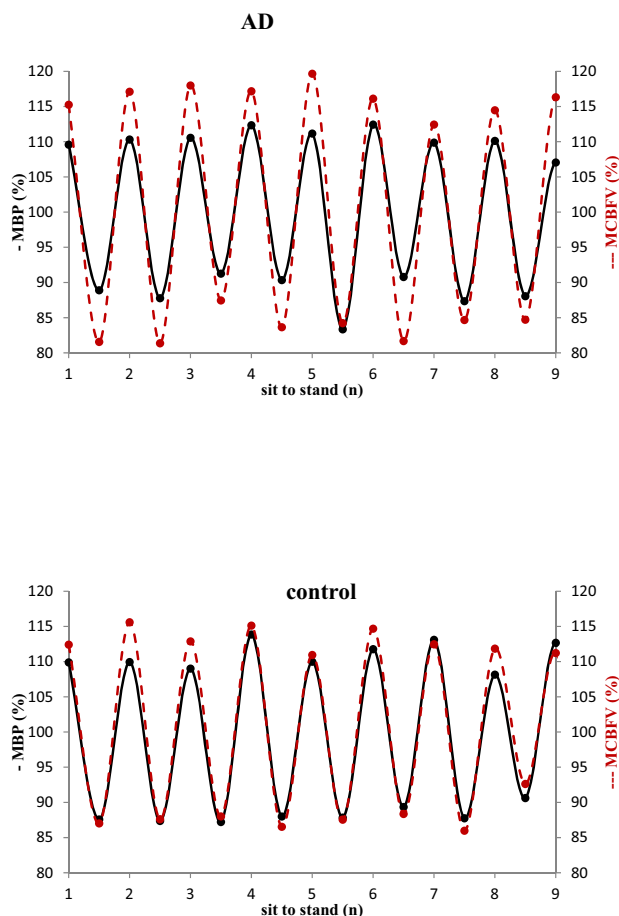 AD
120 120
115 115
110 110
105 105
100 100
95 95
90 90
85 85
80 80
- MBP (%)
--- MCBFV (%)
1 2 3 4 5 6 7 8 9
sit to stand (n)
control
120 120
115 115
110 110
105 105
100 100
95 95
90 90
85 85
80 80
- MBP (%)
--- MCBFV (%)
1 2 3 4 5 6 7 8 9
sit to stand (n)